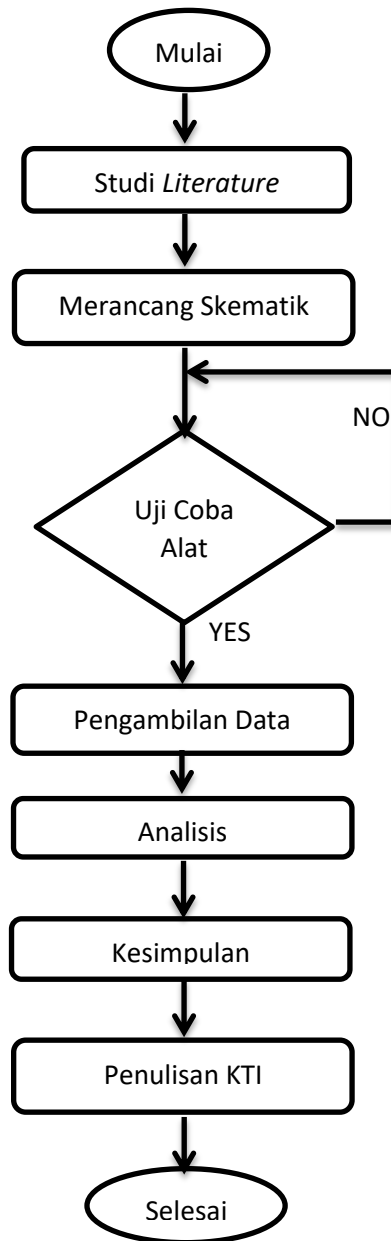 Mulai
Studi Literature
Merancang Skematik
NO
Uji Coba
Alat
YES
Pengambilan Data
Analisis
Kesimpulan
Penulisan KTI
Selesai